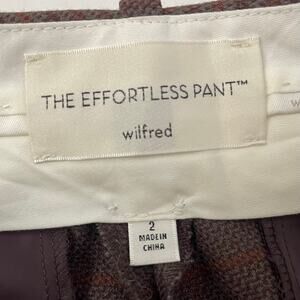 THE EFFORTLESS PANT™
wilfred
2
MADE IN
CHINA